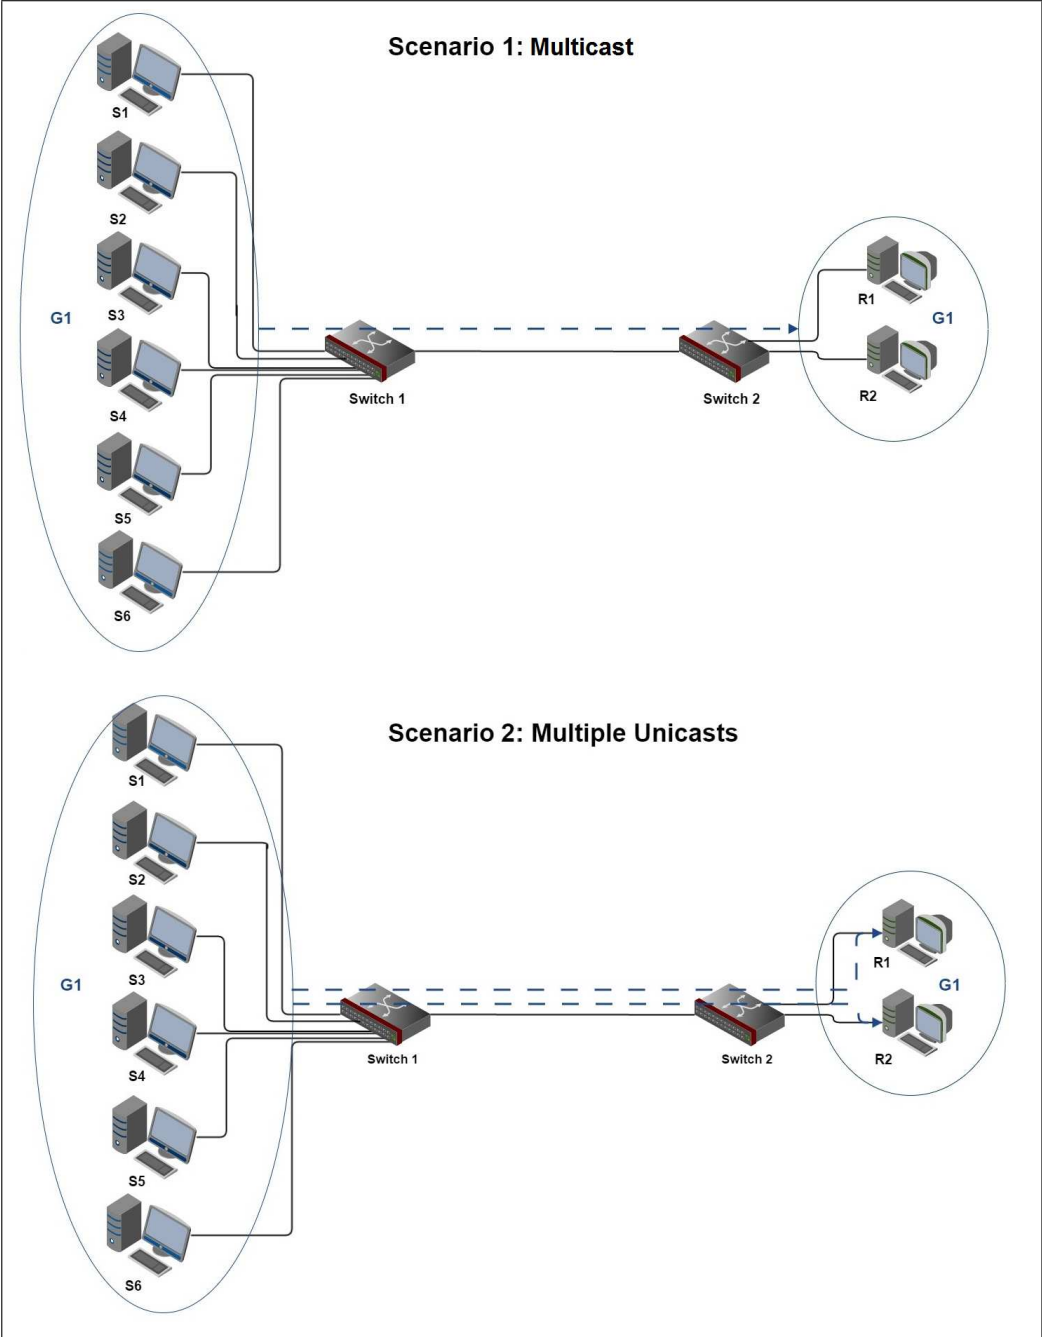 Scenario 1: Multicast
S1
S2
S3
G1
S4
S5
S6
Switch 1
Switch 2
R1
G1
R2
Scenario 2: Multiple Unicasts
S1
S2
S3
G1
S4
S5
S6
Switch 1
Switch 2
R1
G1
R2